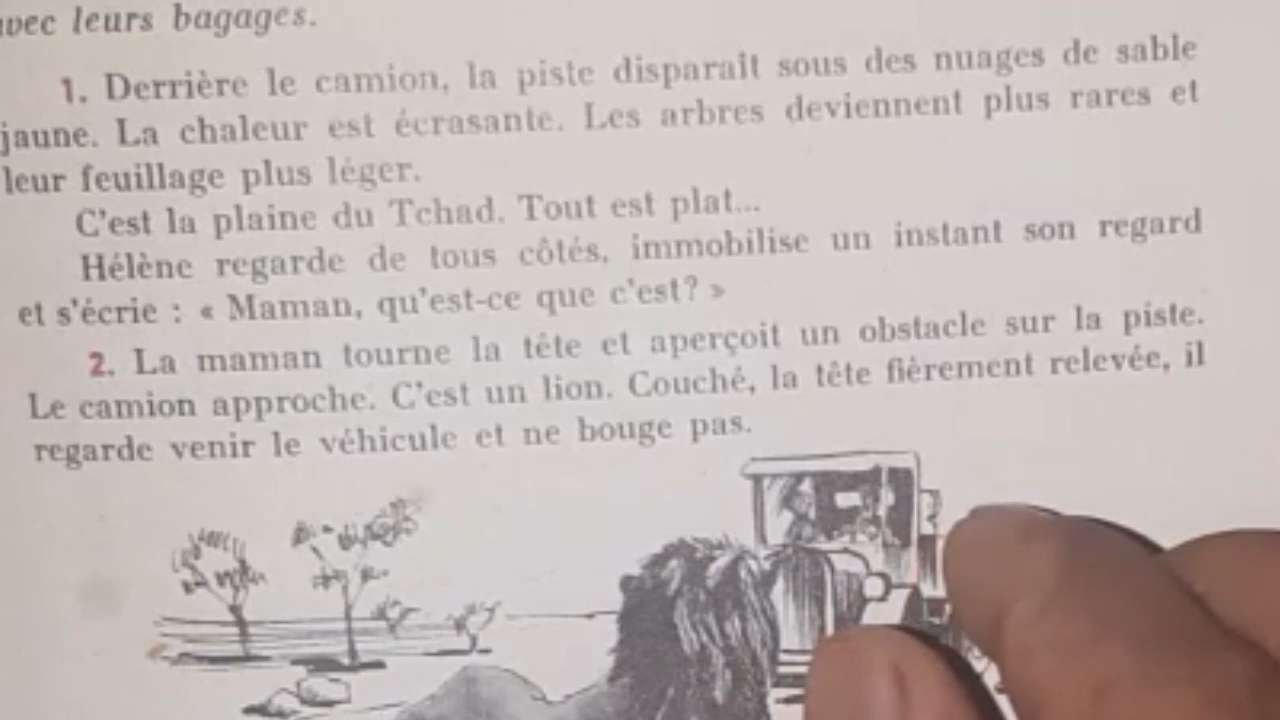 avec leurs bagages.
1. Derrière le camion, la piste disparaît sous des nuages de sable
jaune. La chaleur est écrasante. Les arbres deviennent plus rares et
leur feuillage plus léger.
C'est la plaine du Tchad. Tout est plat...
Hélène regarde de tous côtés, immobilise un instant son regard
et s'écrie : « Maman, qu'est-ce que c'est? »
2. La maman tourne la tête et aperçoit un obstacle sur la piste.
Le camion approche. C'est un lion. Couché, la tête fièrement relevée, il
regarde venir le véhicule et ne bouge pas.